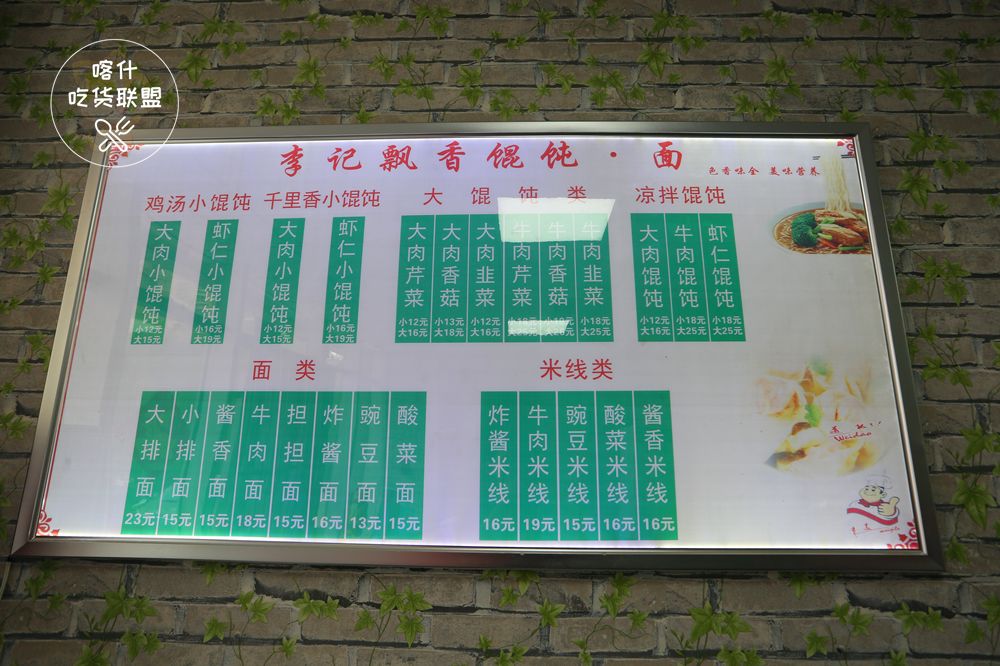 喀什
吃货联盟
李记飘香馄饨·面
色香味全 美味营养
鸡汤小馄饨
大肉小馄饨
小12元
大15元
虾仁小馄饨
小16元
大19元
千里香小馄饨
大肉小馄饨
小12元
大15元
虾仁小馄饨
小16元
大19元
大馄饨类
大肉芹菜
小12元
大16元
大肉香菇
小13元
大18元
大肉韭菜
小12元
大16元
牛肉芹菜
小18元
大25元
牛肉香菇
牛肉韭菜
小18元
大25元
凉拌馄饨
大肉馄饨
小12元
大16元
牛肉馄饨
小18元
大25元
虾仁馄饨
小18元
大25元
面类
大排面
23元
小排面
15元
酱香面
15元
牛肉面
18元
担担面
15元
炸酱面
16元
豌豆面
13元
酸菜面
15元
米线类
炸酱米线
16元
牛肉米线
19元
豌豆米线
15元
酸菜米线
16元
酱香米线
16元
Weidao